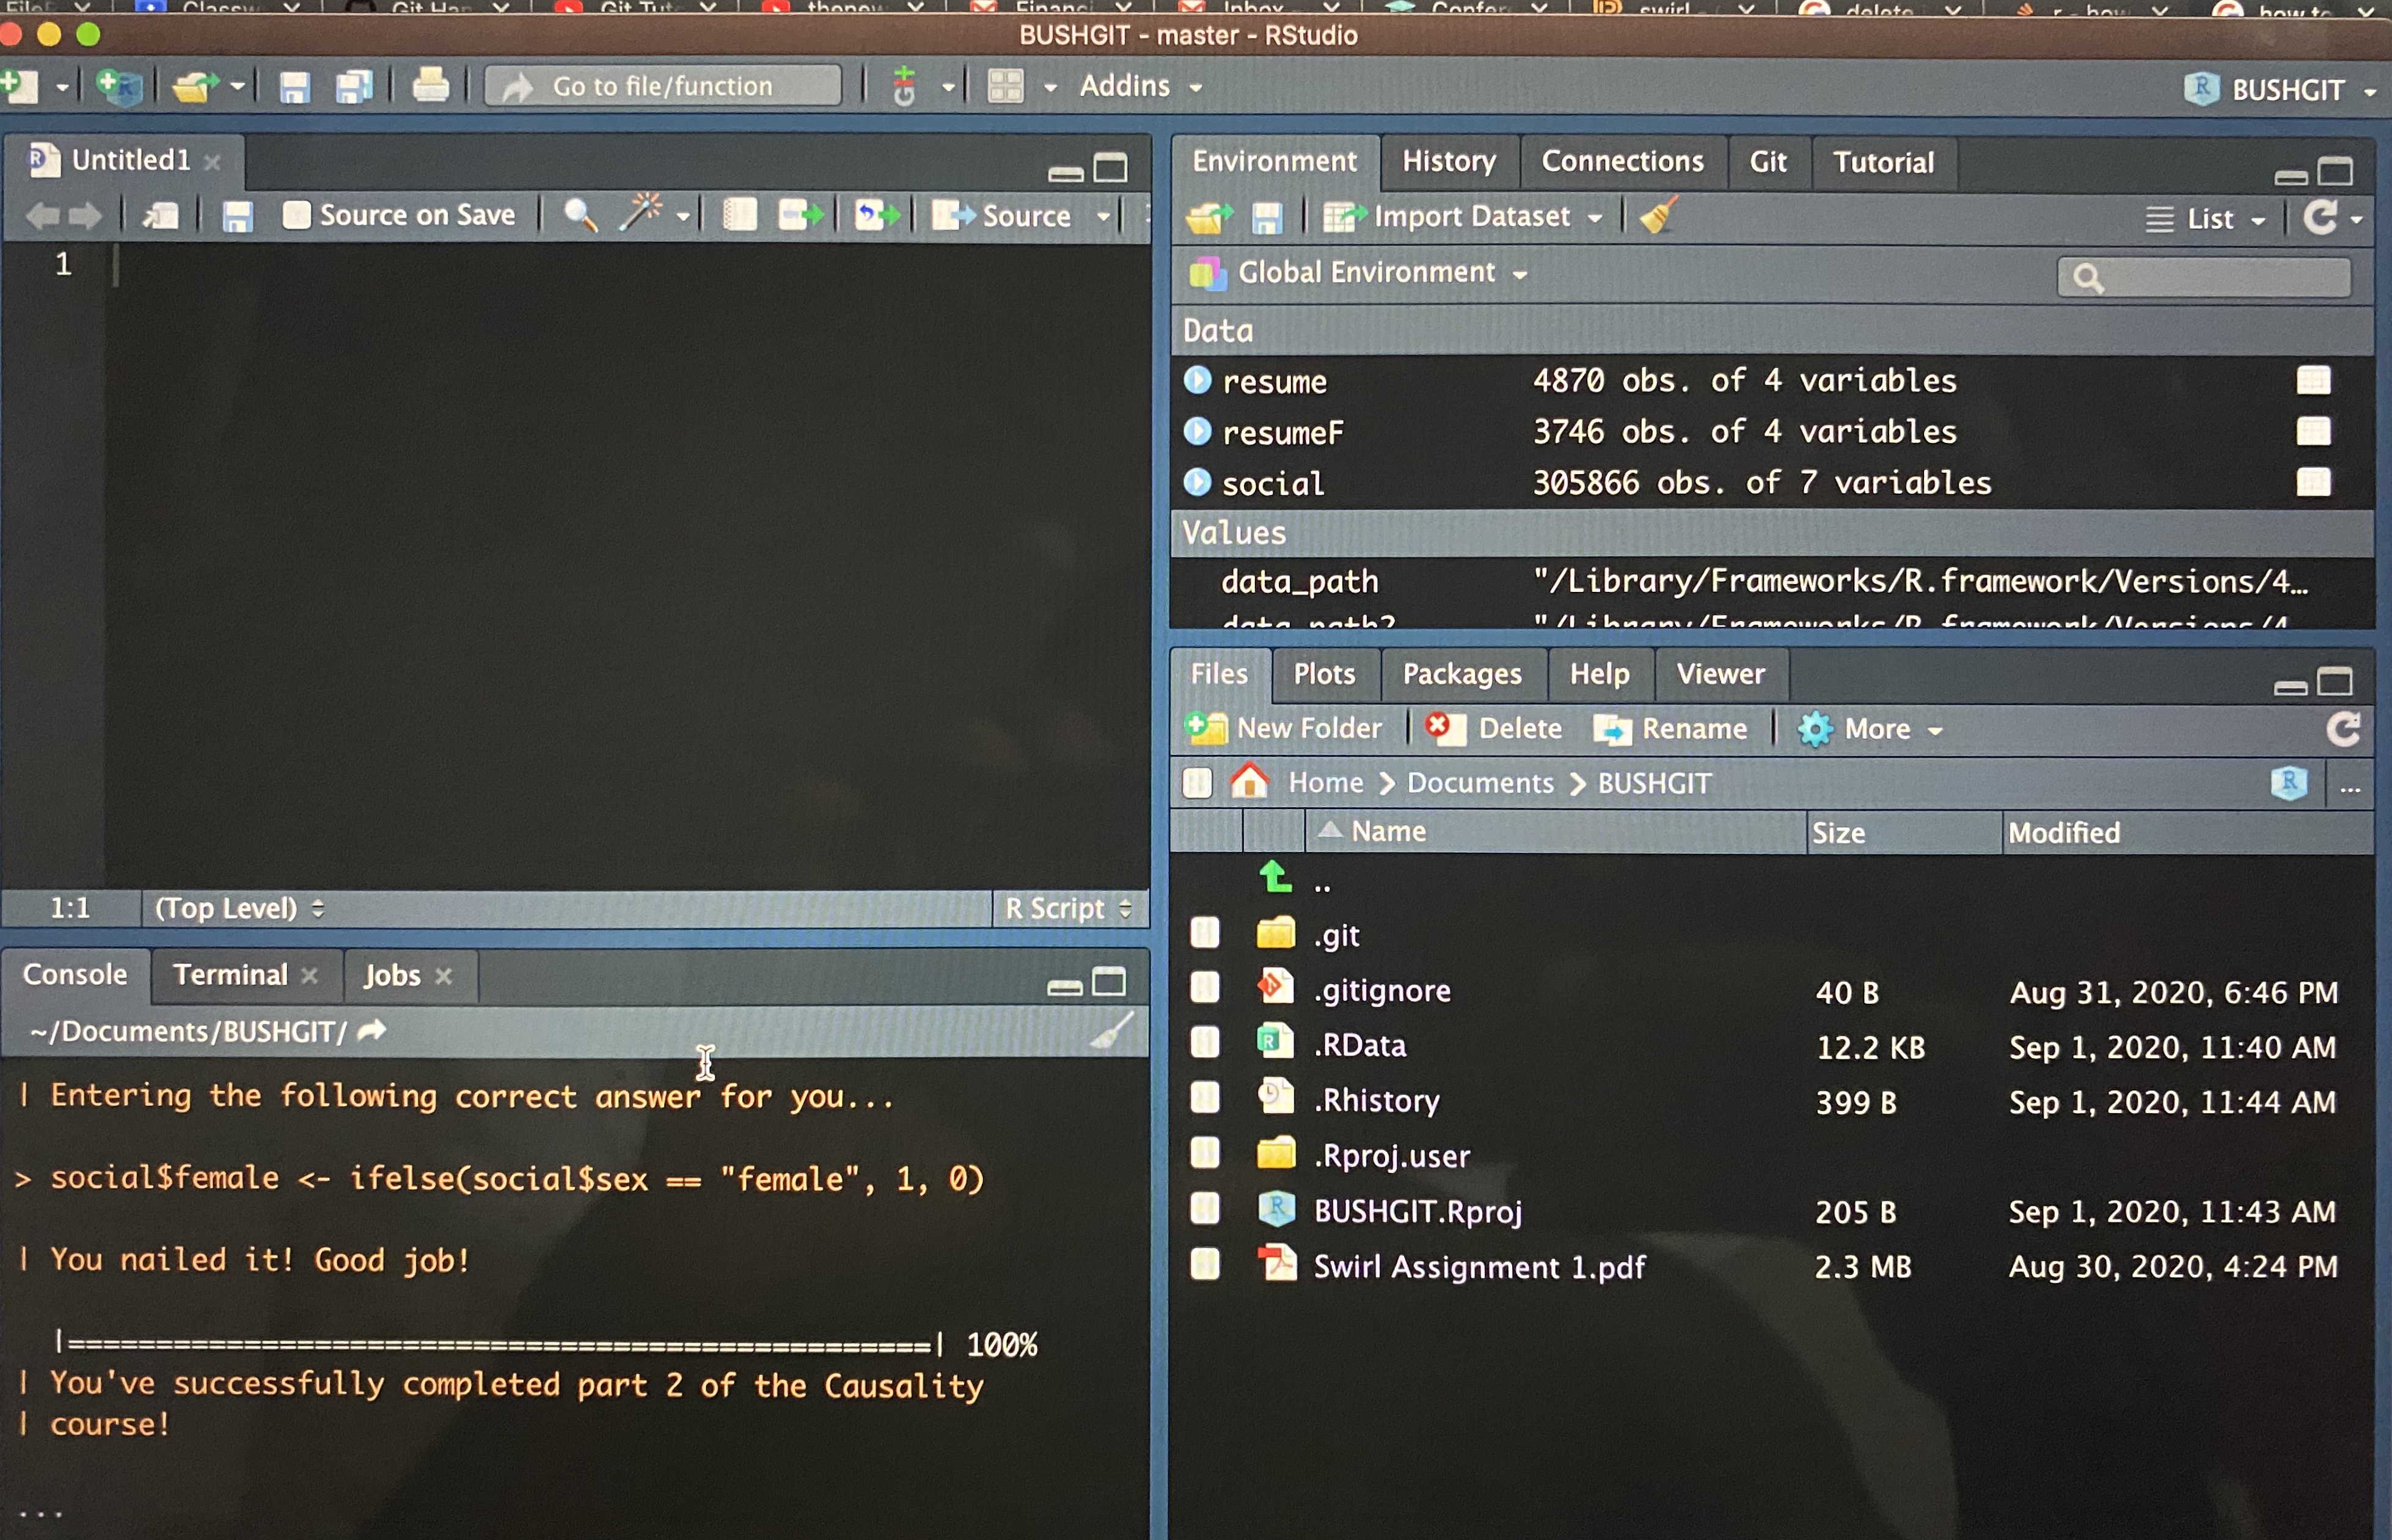 Git Tut
Inbox
swirl
delete
how to
BUSHGIT - master - RStudio
Go to file/function
Addins
BUSHGIT
Untitled1
Source on Save
Source
1
1:1
(Top Level)
R Script
Console
Terminal
Jobs
~/Documents/BUSHGIT/
| Entering the following correct answer for you...
> social$female <- ifelse(social$sex == "female", 1, 0)
| You nailed it! Good job!
|==================================================| 100%
| You've successfully completed part 2 of the Causality
| course!
...
Environment
History
Connections
Git
Tutorial
Import Dataset
List
Global Environment
Data
resume 4870 obs. of 4 variables
resumeF 3746 obs. of 4 variables
social 305866 obs. of 7 variables
Values
data_path "/Library/Frameworks/R.framework/Versions/4…
Files
Plots
Packages
Help
Viewer
New Folder
Delete
Rename
More
Home
Documents
BUSHGIT
...
Name Size Modified
..
.git
.gitignore 40 B Aug 31, 2020, 6:46 PM
.RData 12.2 KB Sep 1, 2020, 11:40 AM
.Rhistory 399 B Sep 1, 2020, 11:44 AM
.Rproj.user
BUSHGIT.Rproj 205 B Sep 1, 2020, 11:43 AM
Swirl Assignment 1.pdf 2.3 MB Aug 30, 2020, 4:24 PM